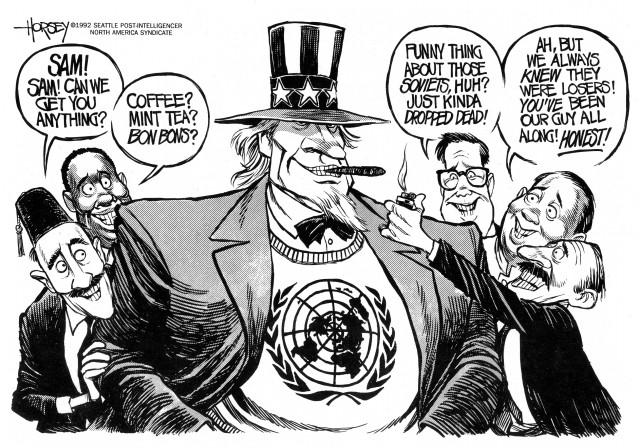 HORSEY ©1992 SEATTLE POST-INTELLIGENCER
NORTH AMERICA SYNDICATE
SAM!
SAM! CAN WE
GET YOU
ANYTHING?
COFFEE?
MINT TEA?
BON BONS?
FUNNY THING
ABOUT THOSE
SOVIETS, HUH?
JUST KINDA
DROPPED DEAD!
AH, BUT
WE ALWAYS
KNEW THEY
WERE LOSERS!
YOU'VE BEEN
OUR GUY ALL
ALONG! HONEST!